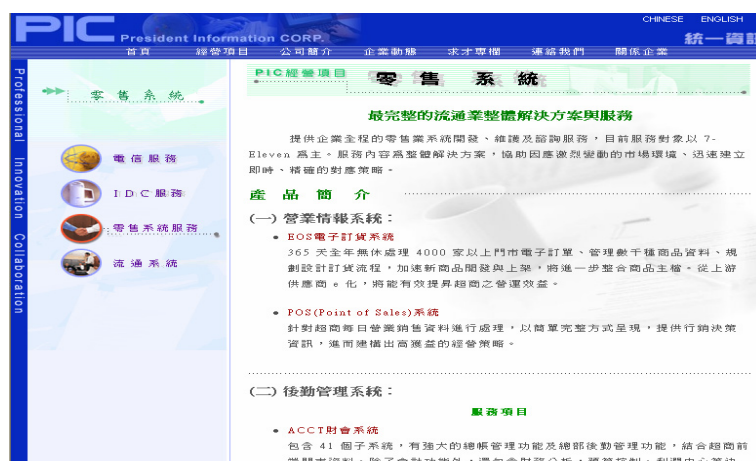 CHINESE ENGLISH
PIC President Information CORP.
統一資訊
首頁 經營項目 公司簡介 企業動態 求才專欄 連絡我們 關係企業
Professional Innovation Collaboration
零售系統
電信服務
IDC服務
零售系統服務
流通系統
PIC經營項目 零售系統
最完整的流通業整體解決方案與服務
提供企業全程的零售業系統開發、維護及諮詢服務，目前服務對象以 7-
Eleven 為主。服務內容為整體解決方案，協助因應激烈變動的市場環境、迅速建立
即時、精確的對應策略。
產品簡介
(一) 營業情報系統：
• EOS電子訂貨系統
365 天全年無休處理 4000 家以上門市電子訂單、管理數千種商品資料、規
劃設計訂貨流程，加速新商品開發與上架，將進一步整合商品主檔。從上游
供應商 e 化，將能有效提昇超商之營運效益。
• POS(Point of Sales)系統
針對超商每日營業銷售資料進行處理，以簡單完整方式呈現，提供行銷決策
資訊，進而建構出高獲益的經營策略。
(二) 後勤管理系統：
服務項目
• ACCT財會系統
包含 41 個子系統，有強大的總帳管理功能及總部後勤管理功能，結合超商前